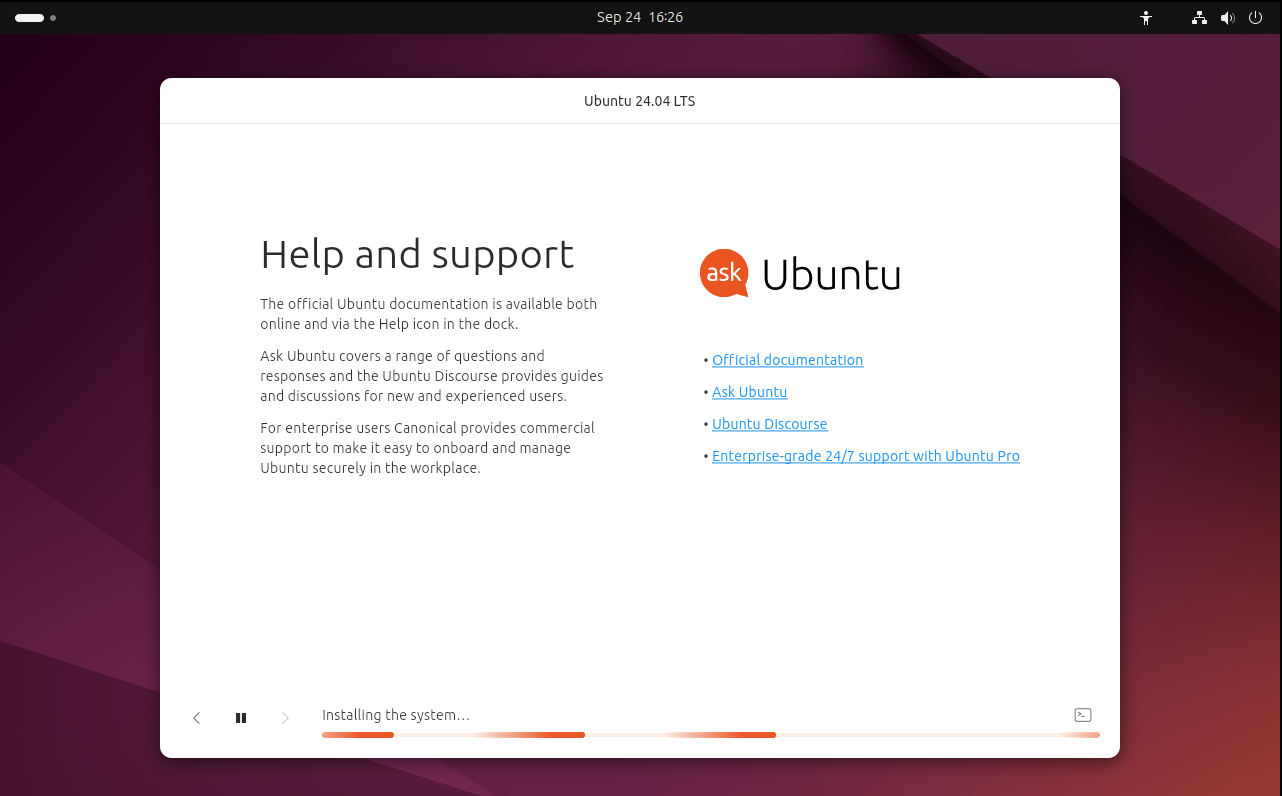 Sep 24 16:26
Ubuntu 24.04 LTS
Help and support
The official Ubuntu documentation is available both
online and via the Help icon in the dock.
Ask Ubuntu covers a range of questions and
responses and the Ubuntu Discourse provides guides
and discussions for new and experienced users.
For enterprise users Canonical provides commercial
support to make it easy to onboard and manage
Ubuntu securely in the workplace.
ask Ubuntu
• Official documentation
• Ask Ubuntu
• Ubuntu Discourse
• Enterprise-grade 24/7 support with Ubuntu Pro
Installing the system…